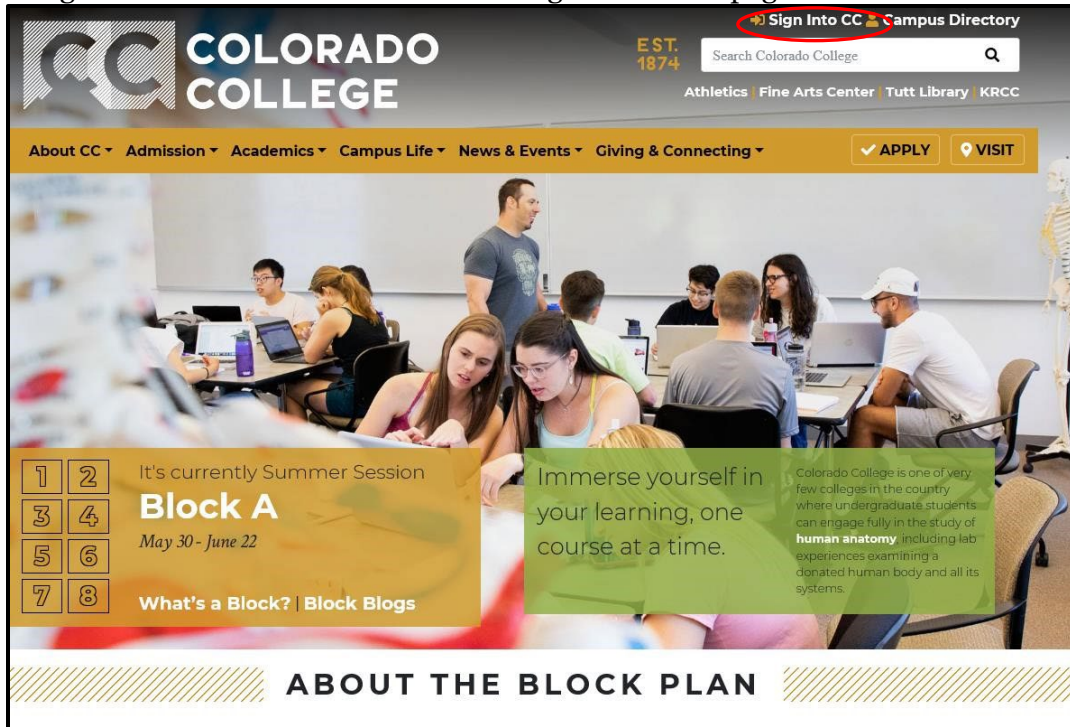 Sign Into CC Campus Directory
COLORADO
COLLEGE
EST.
1874
Search Colorado College
Athletics | Fine Arts Center | Tutt Library | KRCC
About CC Admission Academics Campus Life News & Events Giving & Connecting
APPLY VISIT
1 2
3 4
5 6
7 8
It's currently Summer Session
Block A
May 30 - June 22
What's a Block? | Block Blogs
Immerse yourself in
your learning, one
course at a time.
Colorado College is one of very
few colleges in the country
where undergraduate students
can engage fully in the study of
human anatomy, including lab
experiences examining a
donated human body and all its
systems.
ABOUT THE BLOCK PLAN